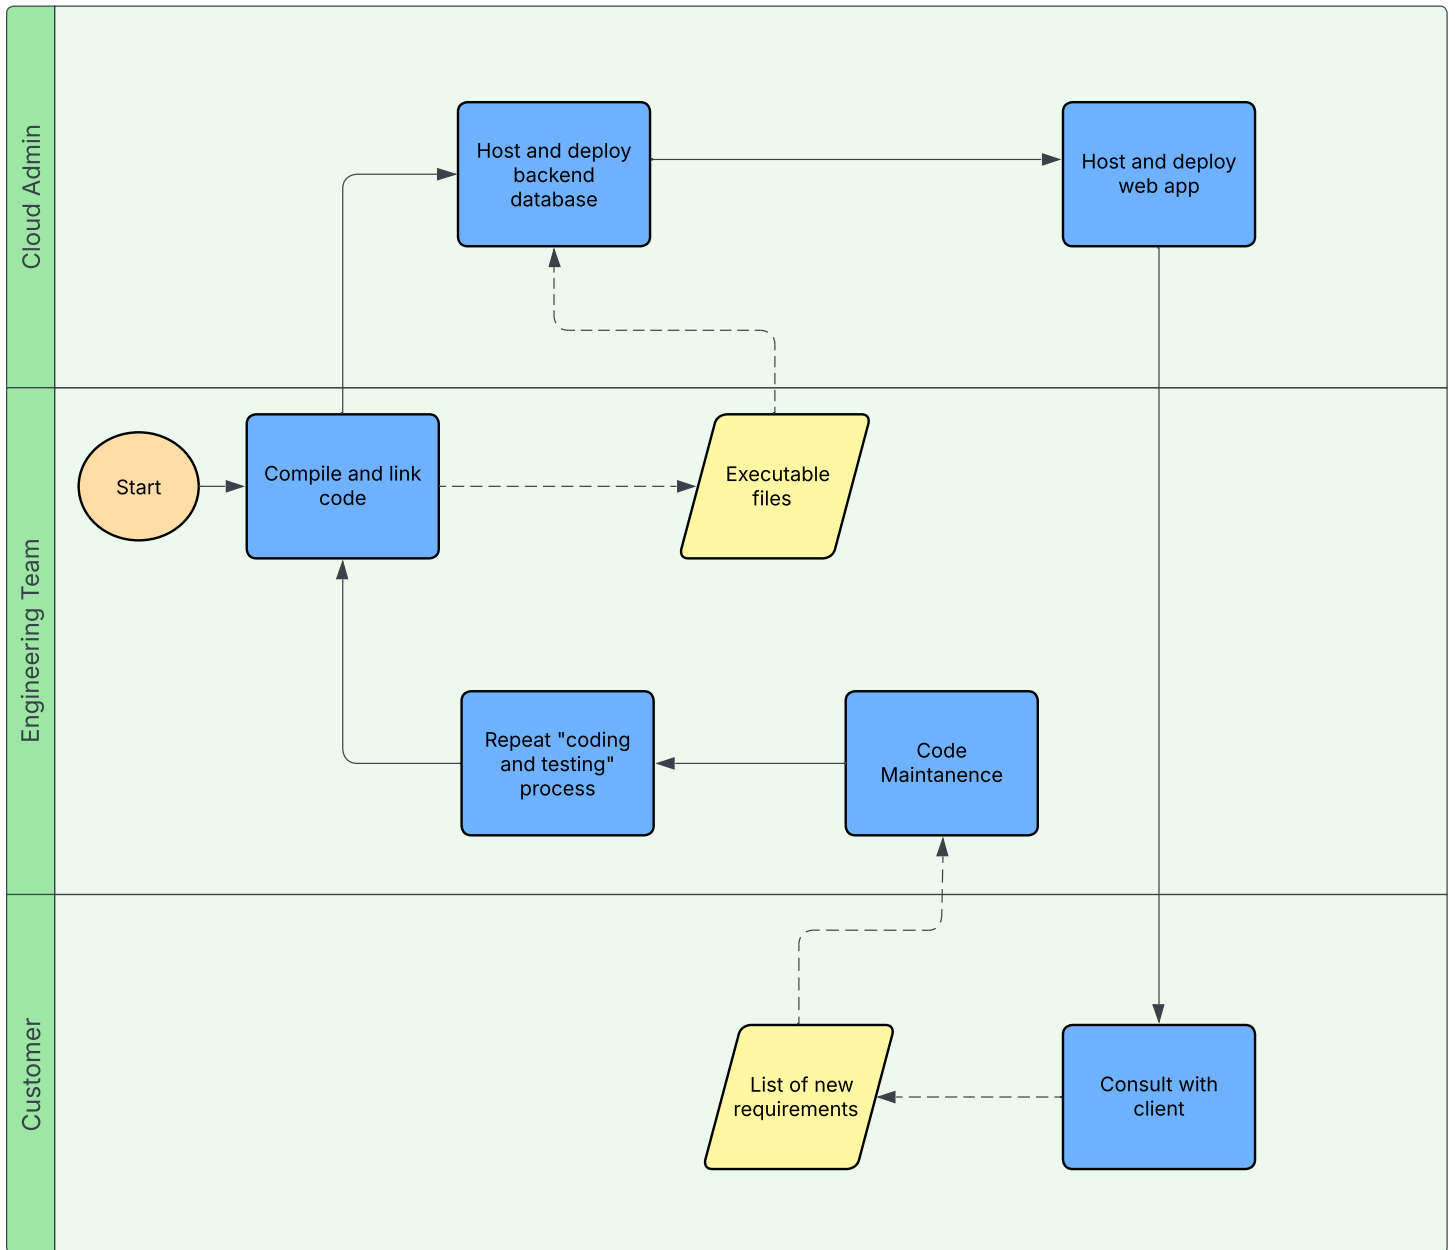 Cloud Admin
Host and deploy
backend
database
Host and deploy
web app
Engineering Team
Start
Compile and link
code
Executable
files
Repeat "coding
and testing"
process
Code
Maintanence
Customer
List of new
requirements
Consult with
client